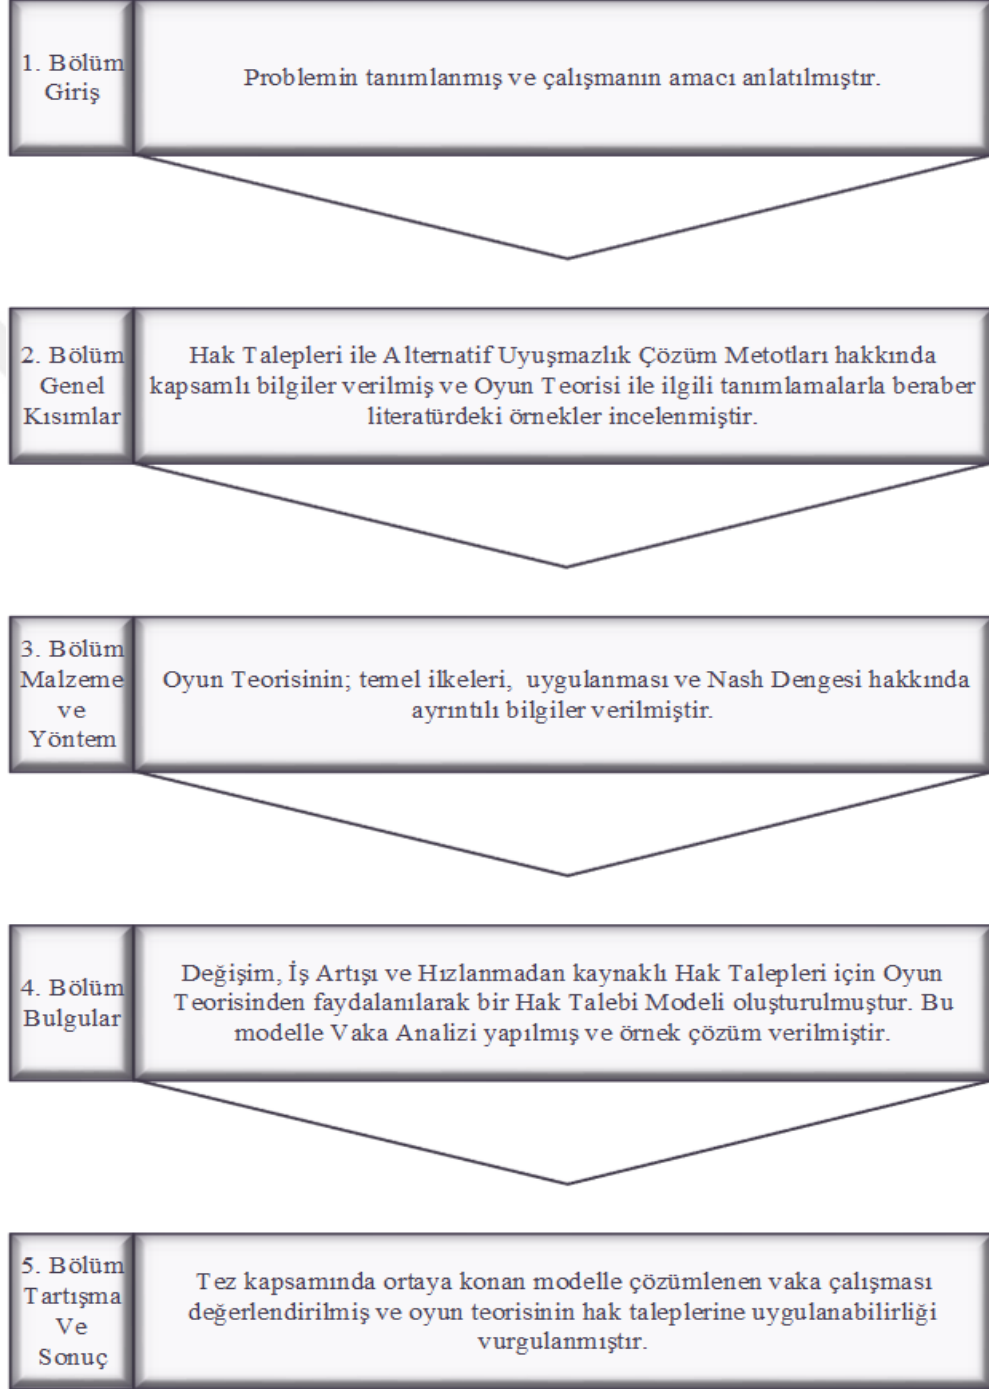 1. Bölüm
Giriş
Problemin tanımlanmış ve çalışmanın amacı anlatılmıştır.
2. Bölüm
Genel
Kısımlar
Hak Talepleri ile Alternatif Uyuşmazlık Çözüm Metotları hakkında
kapsamlı bilgiler verilmiş ve Oyun Teorisi ile ilgili tanımlamalarla beraber
literatürdeki örnekler incelenmiştir.
3. Bölüm
Malzeme
ve
Yöntem
Oyun Teorisinin; temel ilkeleri, uygulanması ve Nash Dengesi hakkında
ayrıntılı bilgiler verilmiştir.
4. Bölüm
Bulgular
Değişim, İş Artışı ve Hızlanmadan kaynaklı Hak Talepleri için Oyun
Teorisinden faydalanılarak bir Hak Talebi Modeli oluşturulmuştur. Bu
modelle Vaka Analizi yapılmış ve örnek çözüm verilmiştir.
5. Bölüm
Tartışma
Ve
Sonuç
Tez kapsamında ortaya konan modelle çözümlenen vaka çalışması
değerlendirilmiş ve oyun teorisinin hak taleplerine uygulanabilirliği
vurgulanmıştır.